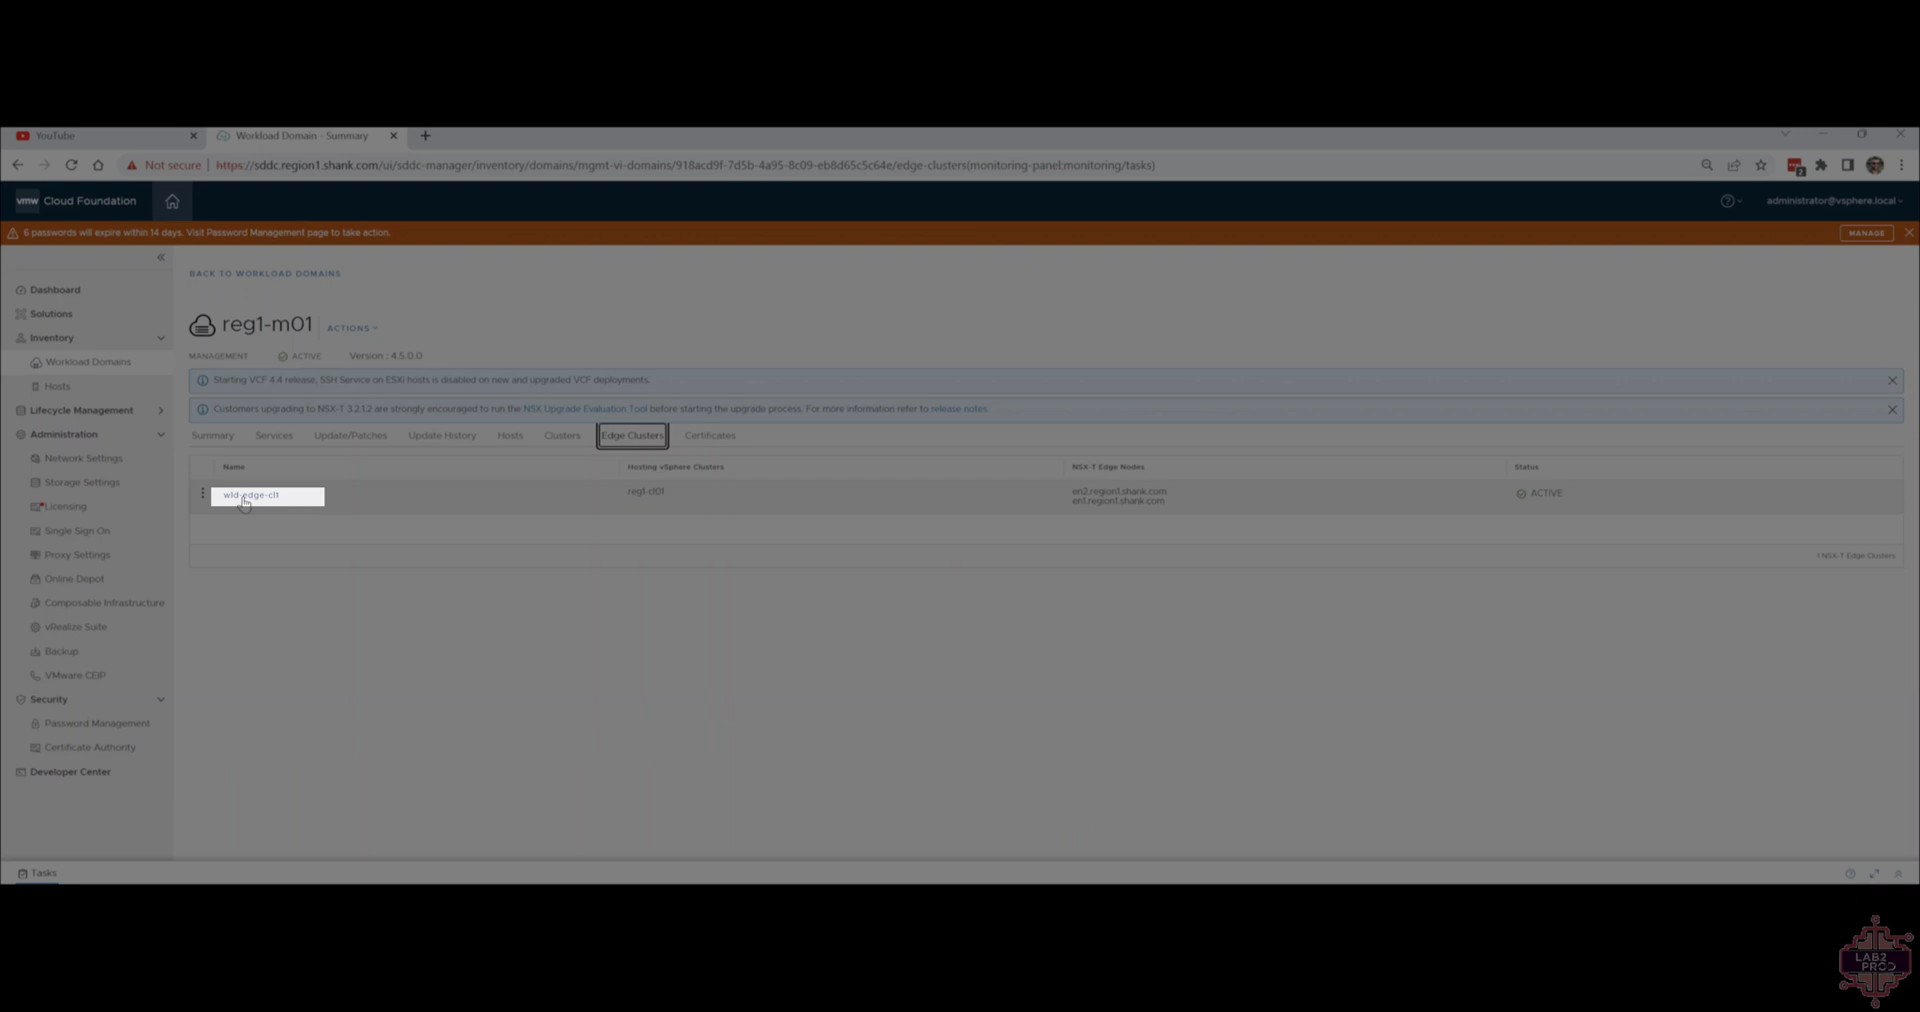 YouTube
Workload Domain - Summary
Not secure | https://sddc.region1.shank.com/ui/sddc-manager/inventory/domains/mgmt-vi-domains/918acd9f-7d5b-4a95-8c09-eb8d65c5c64e/edge-clusters(monitoring-panel:monitoring/tasks)
2
vmw Cloud Foundation
administrator@vsphere.local
6 passwords will expire within 14 days. Visit Password Management page to take action.
MANAGE
BACK TO WORKLOAD DOMAINS
Dashboard
Solutions
Inventory
Workload Domains
Hosts
Lifecycle Management
Administration
Network Settings
Storage Settings
Licensing
Single Sign On
Proxy Settings
Online Depot
Composable Infrastructure
vRealize Suite
Backup
VMware CEIP
Security
Password Management
Certificate Authority
Developer Center
reg1-m01
ACTIONS
MANAGEMENT ACTIVE Version : 4.5.0.0
Starting VCF 4.4 release, SSH Service on ESXi hosts is disabled on new and upgraded VCF deployments.
Customers upgrading to NSX-T 3.2.1.2 are strongly encouraged to run the NSX Upgrade Evaluation Tool before starting the upgrade process. For more information refer to release notes.
Summary Services Update/Patches Update History Hosts Clusters Edge Clusters Certificates
Name Hosting vSphere Clusters NSX-T Edge Nodes Status
wld-edge-cl1 reg1-cl01 en2.region1.shank.com ACTIVE
en1.region1.shank.com
1 NSX-T Edge Clusters
Tasks
LAB2
PROD